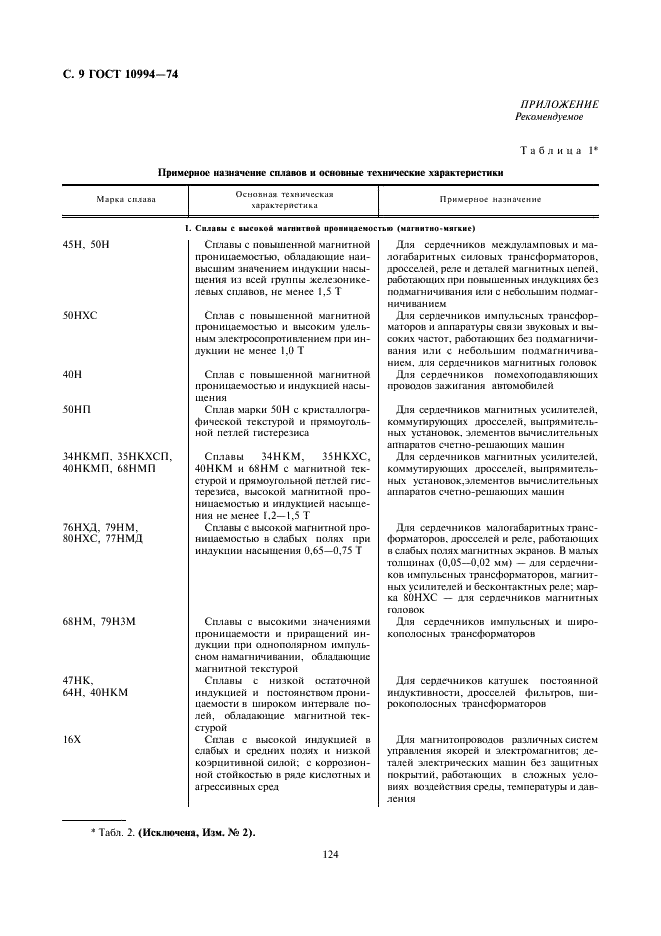 С. 9 ГОСТ 10994—74
ПРИЛОЖЕНИЕ
Рекомендуемое
Таблица 1*
Примерное назначение сплавов и основные технические характеристики
Марка сплава
Основная техническая
характеристика
Примерное назначение
1. Сплавы с высокой магнитной проницаемостью (магнитно-мягкие)
45Н, 50Н
Сплавы с повышенной магнитной
проницаемостью, обладающие наи-
высшим значением индукции насы-
щения из всей группы железонике-
левых сплавов, не менее 1,5 Т
Для сердечников междуламповых и ма-
логабаритных силовых трансформаторов,
дросселей, реле и деталей магнитных цепей,
работающих при повышенных индукциях без
подмагничивания или с небольшим подмаг-
ничиванием
50НХС
Сплав с повышенной магнитной
проницаемостью и высоким удель-
ным электросопротивлением при ин-
дукции не менее 1,0 Т
Для сердечников импульсных трансфор-
маторов и аппаратуры связи звуковых и вы-
соких частот, работающих без подмагничи-
вания или с небольшим подмагничива-
нием, для сердечников магнитных головок
40Н
Сплав с повышенной магнитной
проницаемостью и индукцией насы-
щения
Для сердечников помехоподавляющих
проводов зажигания автомобилей
50НП
Сплав марки 50Н с кристаллогра-
фической текстурой и прямоуголь-
ной петлей гистерезиса
Для сердечников магнитных усилителей,
коммутирующих дросселей, выпрямитель-
ных установок, элементов вычислительных
аппаратов счетно-решающих машин
34НКМП, 35НКХСП,
40НКМП, 68НМП
Сплавы 34НКМ, 35НКХС,
40НКМ и 68НМ с магнитной тек-
стурой и прямоугольной петлей гис-
терезиса, высокой магнитной про-
ницаемостью и индукцией насыще-
ния не менее 1,2—1,5 Т
Для сердечников магнитных усилителей,
коммутирующих дросселей, выпрямитель-
ных установок,элементов вычислительных
аппаратов счетно-решающих машин
76НХД, 79НМ,
80НХС, 77НМД
Сплавы с высокой магнитной про-
ницаемостью в слабых полях при
индукции насыщения 0,65—0,75 Т
Для сердечников малогабаритных транс-
форматоров, дросселей и реле, работающих
в слабых полях магнитных экранов. В малых
толщинах (0,05—0,02 мм) — для сердечни-
ков импульсных трансформаторов, магнит-
ных усилителей и бесконтактных реле; мар-
ка 80НХС — для сердечников магнитных
головок
68НМ, 79Н3М
Сплавы с высокими значениями
проницаемости и приращений ин-
дукции при однополярном импуль-
сном намагничивании, обладающие
магнитной текстурой
Для сердечников импульсных и широ-
кополосных трансформаторов
47НК,
64Н, 40НКМ
Сплавы с низкой остаточной
индукцией и постоянством прони-
цаемости в широком интервале по-
лей, обладающие магнитной тек-
стурой
Для сердечников катушек постоянной
индуктивности, дросселей фильтров, ши-
рокополосных трансформаторов
16Х
Сплав с высокой индукцией в
слабых и средних полях и низкой
коэрцитивной силой; с коррозион-
ной стойкостью в ряде кислотных и
агрессивных сред
Для магнитопроводов различных систем
управления якорей и электромагнитов; де-
талей электрических машин без защитных
покрытий, работающих в сложных усло-
виях воздействия среды, температуры и дав-
ления
* Табл. 2. (Исключена, Изм. № 2).
124